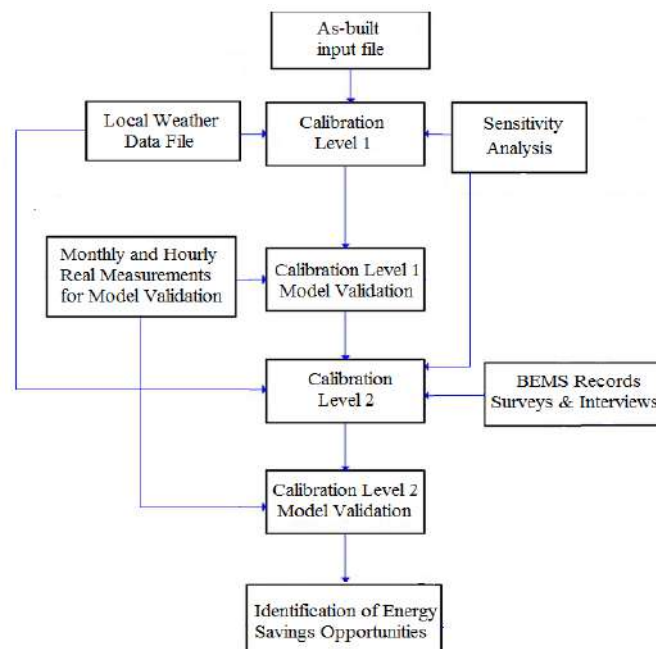 As-built
input file
Local Weather
Data File
Calibration
Level 1
Sensitivity
Analysis
Monthly and Hourly
Real Measurements
for Model Validation
Calibration Level 1
Model Validation
Calibration
Level 2
BEMS Records
Surveys & Interviews
Calibration Level 2
Model Validation
Identification of Energy
Savings Opportunities